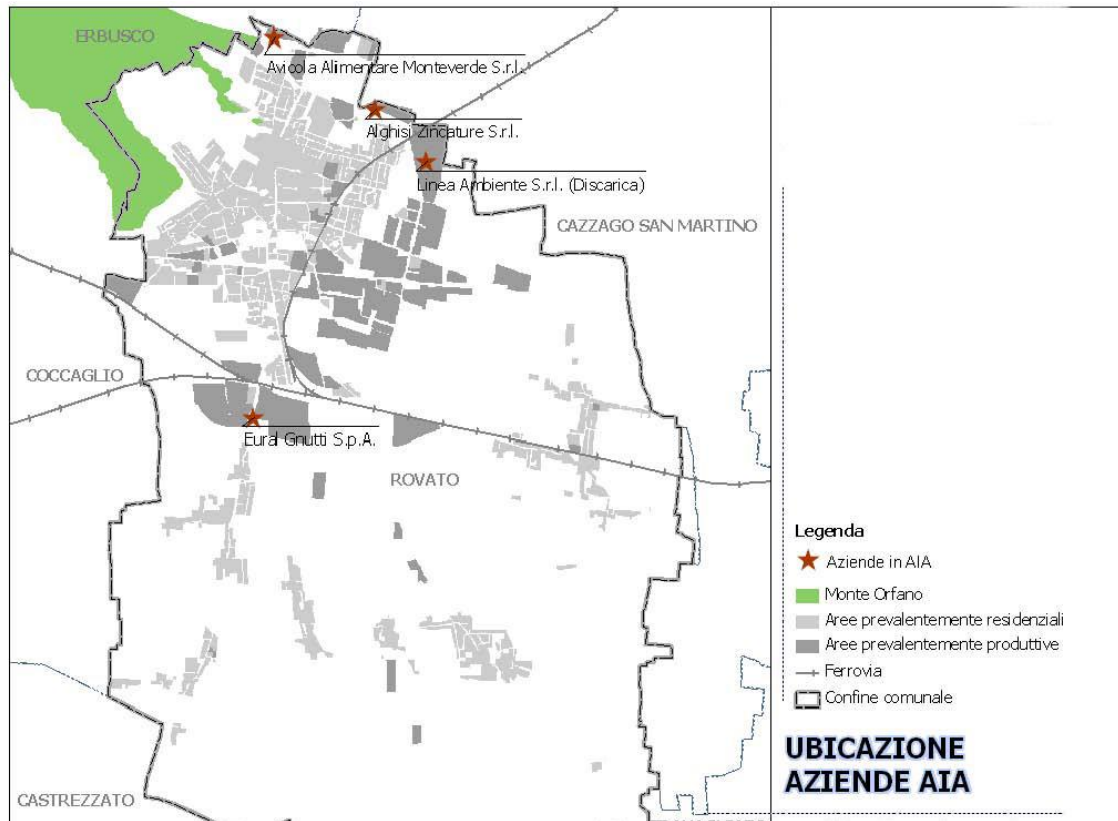 ERBUSCO
Avicola Alimentare Monteverde S.r.l.
Alghisi Zincature S.r.l.
Linea Ambiente S.r.l. (Discarica)
CAZZAGO SAN MARTINO
COCCAGLIO
Eural Gnutti S.p.A.
ROVATO
CASTREZZATO
Legenda
Aziende in AIA
Monte Orfano
Aree prevalentemente residenziali
Aree prevalentemente produttive
Ferrovia
Confine comunale
UBICAZIONE
AZIENDE AIA